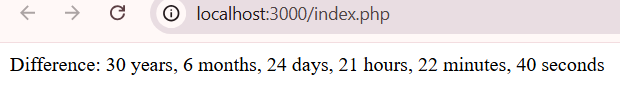 localhost:3000/index.php
Difference: 30 years, 6 months, 24 days, 21 hours, 22 minutes, 40 seconds